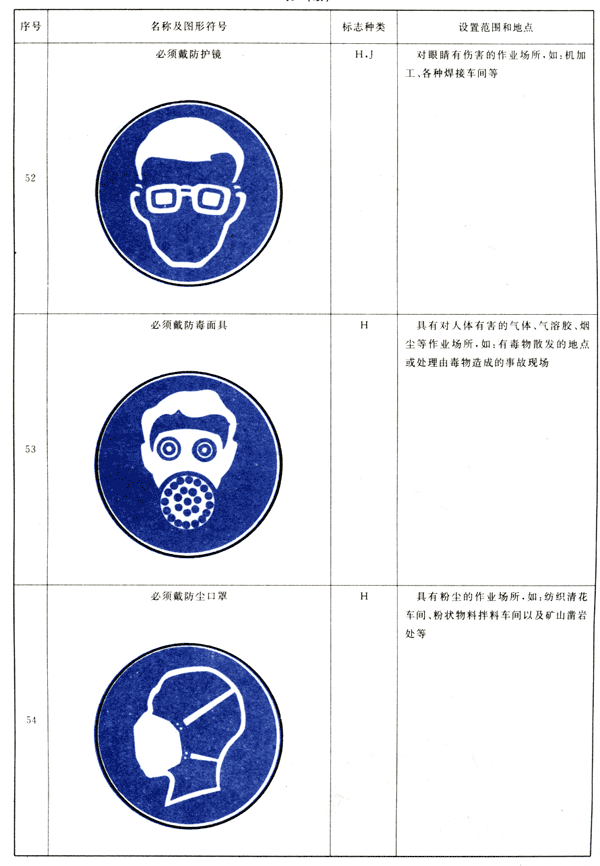 序号 名称及图形符号 标志种类 设置范围和地点
52 必须戴防护镜 H,J 对眼睛有伤害的作业场所,如:机加
工、各种焊接车间等
53 必须戴防毒面具 H 具有对人体有害的气体、气溶胶、烟
尘等作业场所,如:有毒物散发的地点
或处理由毒物造成的事故现场
54 必须戴防尘口罩 H 具有粉尘的作业场所,如:纺织清花
车间、粉状物料拌料车间以及矿山凿岩
处等